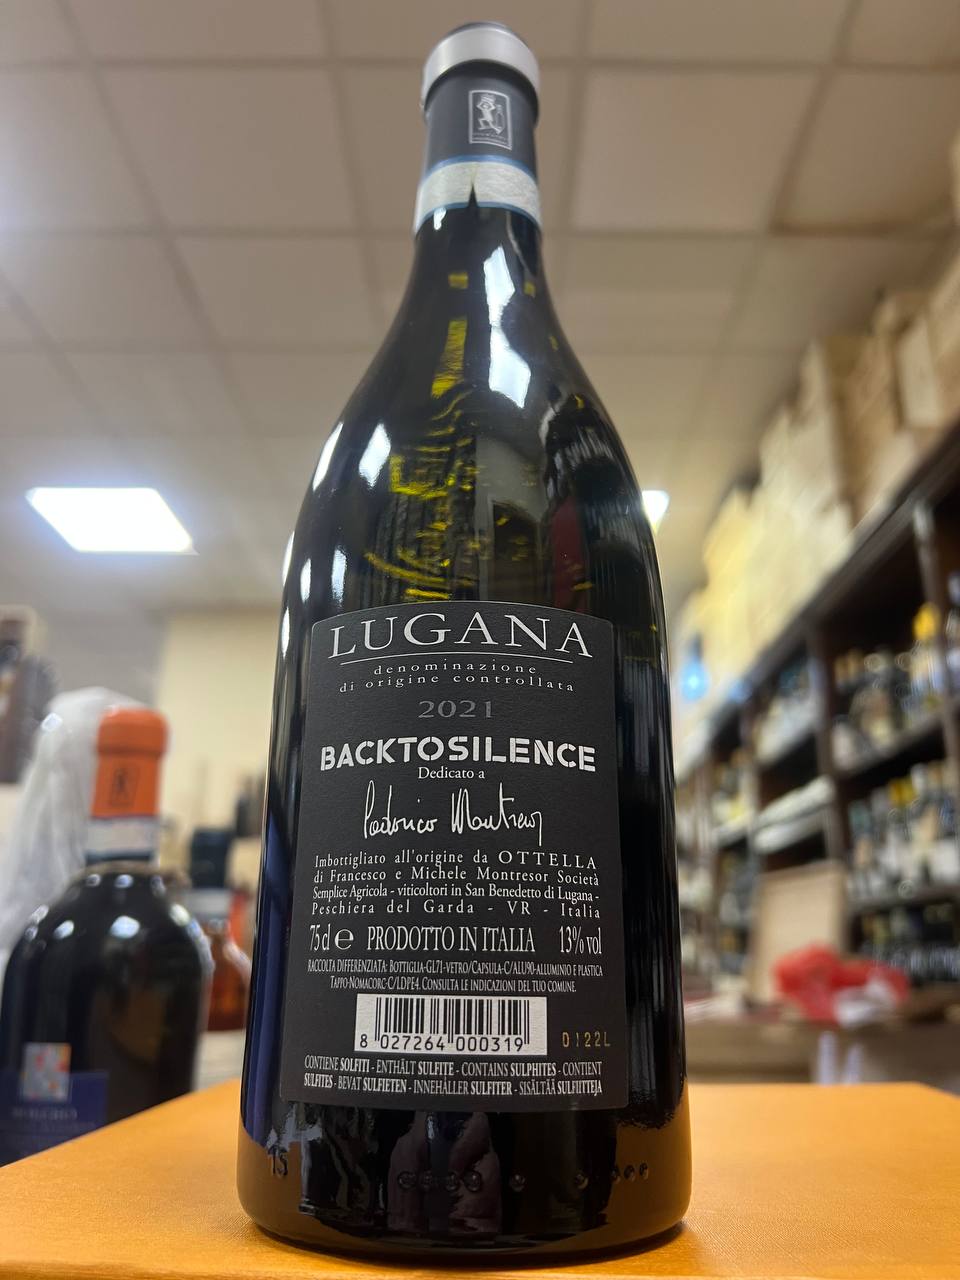 LUGANA
denominazione
di origine controllata
2021
BACKTOSILENCE
Dedicato a
Imbottigliato all'origine da OTTELLA
di Francesco e Michele Montresor Società
Semplice Agricola - viticoltori in San Benedetto di Lugana -
Peschiera del Garda - VR - Italia
75cl e PRODOTTO IN ITALIA 13% vol
RACCOLTA DIFFERENZIATA: BOTTIGLIA-GL71-VETRO/CAPSULA-C/ALU90-ALLUMINIO E PLASTICA
TAPPO-NOMACORC-C/LDPE4 CONSULTA LE INDICAZIONI DEL TUO COMUNE.
8 027264 000319
D122L
CONTIENE SOLFITI - ENTHÄLT SULFITE - CONTAINS SULPHITES - CONTIENT
SULFITES - BEVAT SULFIETEN - INNEHÅLLER SULFITER - SISÄLTÄÄ SULFIITTEJA